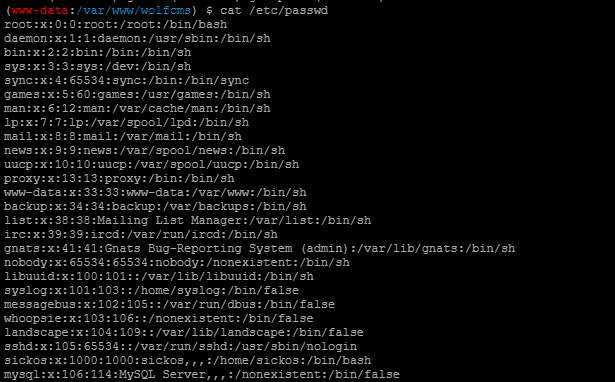 (www-data:/var/www/wolfcms) $ cat /etc/passwd
root:x:0:0:root:/root:/bin/bash
daemon:x:1:1:daemon:/usr/sbin:/bin/sh
bin:x:2:2:bin:/bin:/bin/sh
sys:x:3:3:sys:/dev:/bin/sh
sync:x:4:65534:sync:/bin:/bin/sync
games:x:5:60:games:/usr/games:/bin/sh
man:x:6:12:man:/var/cache/man:/bin/sh
lp:x:7:7:lp:/var/spool/lpd:/bin/sh
mail:x:8:8:mail:/var/mail:/bin/sh
news:x:9:9:news:/var/spool/news:/bin/sh
uucp:x:10:10:uucp:/var/spool/uucp:/bin/sh
proxy:x:13:13:proxy:/bin:/bin/sh
www-data:x:33:33:www-data:/var/www:/bin/sh
backup:x:34:34:backup:/var/backups:/bin/sh
list:x:38:38:Mailing List Manager:/var/list:/bin/sh
irc:x:39:39:ircd:/var/run/ircd:/bin/sh
gnats:x:41:41:Gnats Bug-Reporting System (admin):/var/lib/gnats:/bin/sh
nobody:x:65534:65534:nobody:/nonexistent:/bin/sh
libuuid:x:100:101::/var/lib/libuuid:/bin/sh
syslog:x:101:103::/home/syslog:/bin/false
messagebus:x:102:105::/var/run/dbus:/bin/false
whoopsie:x:103:106::/nonexistent:/bin/false
landscape:x:104:109::/var/lib/landscape:/bin/false
sshd:x:105:65534::/var/run/sshd:/usr/sbin/nologin
sickos:x:1000:1000:sickos,,,:/home/sickos:/bin/bash
mysql:x:106:114:MySQL Server,,,:/nonexistent:/bin/false